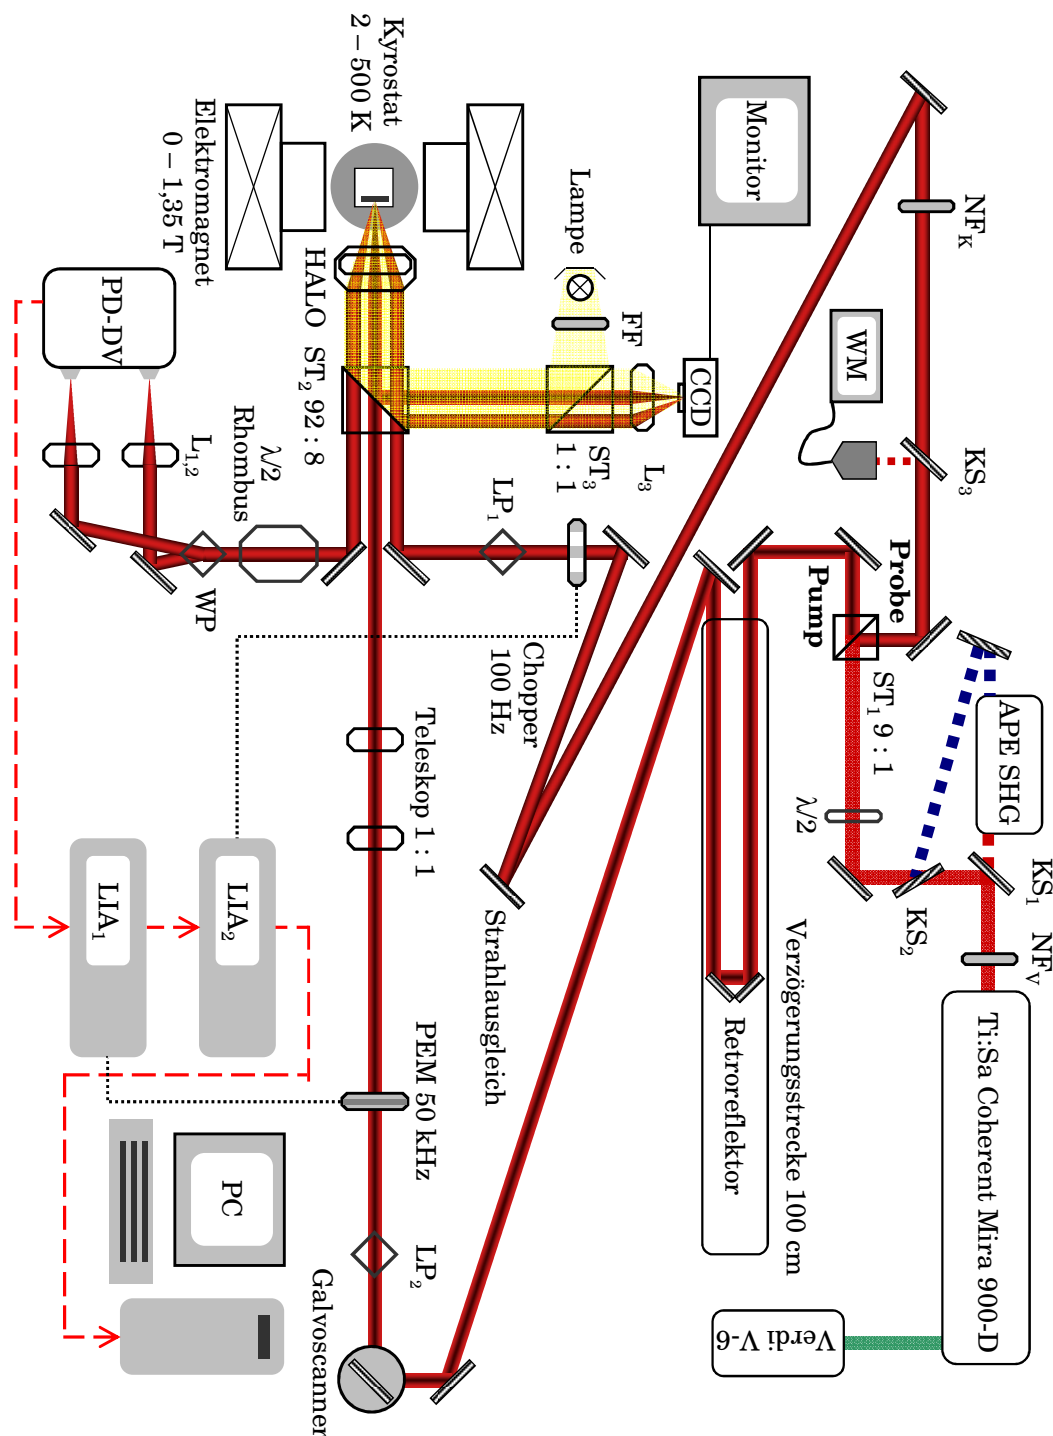 Kyrostat
2 – 500 K
Elektromagnet
0 – 1,35 T
Monitor
Lampe
FF
CCD
L₃
ST₃
1 : 1
HALO
ST₂ 92 : 8
PD-DV
L₁,₂
λ/2
Rhombus
WP
LP₁
Chopper
100 Hz
NF_K
WM
KS₃
Probe
Pump
ST₁ 9 : 1
APE SHG
λ/2
KS₁
KS₂
NF_V
Ti:Sa Coherent Mira 900-D
Verdi V-6
Verzögerungsstrecke 100 cm
Retroreflektor
Strahlausgleich
Teleskop 1 : 1
PEM 50 kHz
LP₂
Galvoscanner
LIA₁
LIA₂
PC